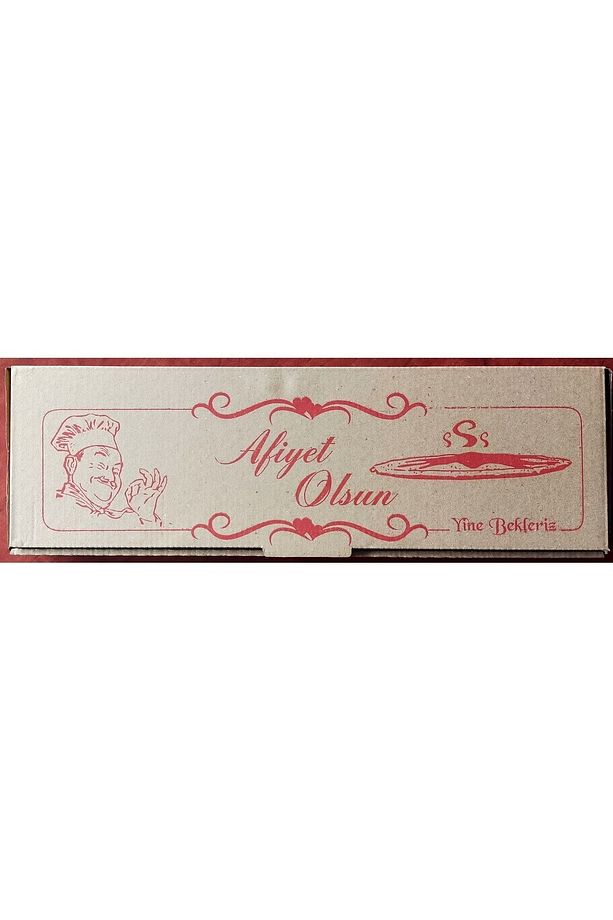 Afiyet
Olsun
Yine Bekleriz